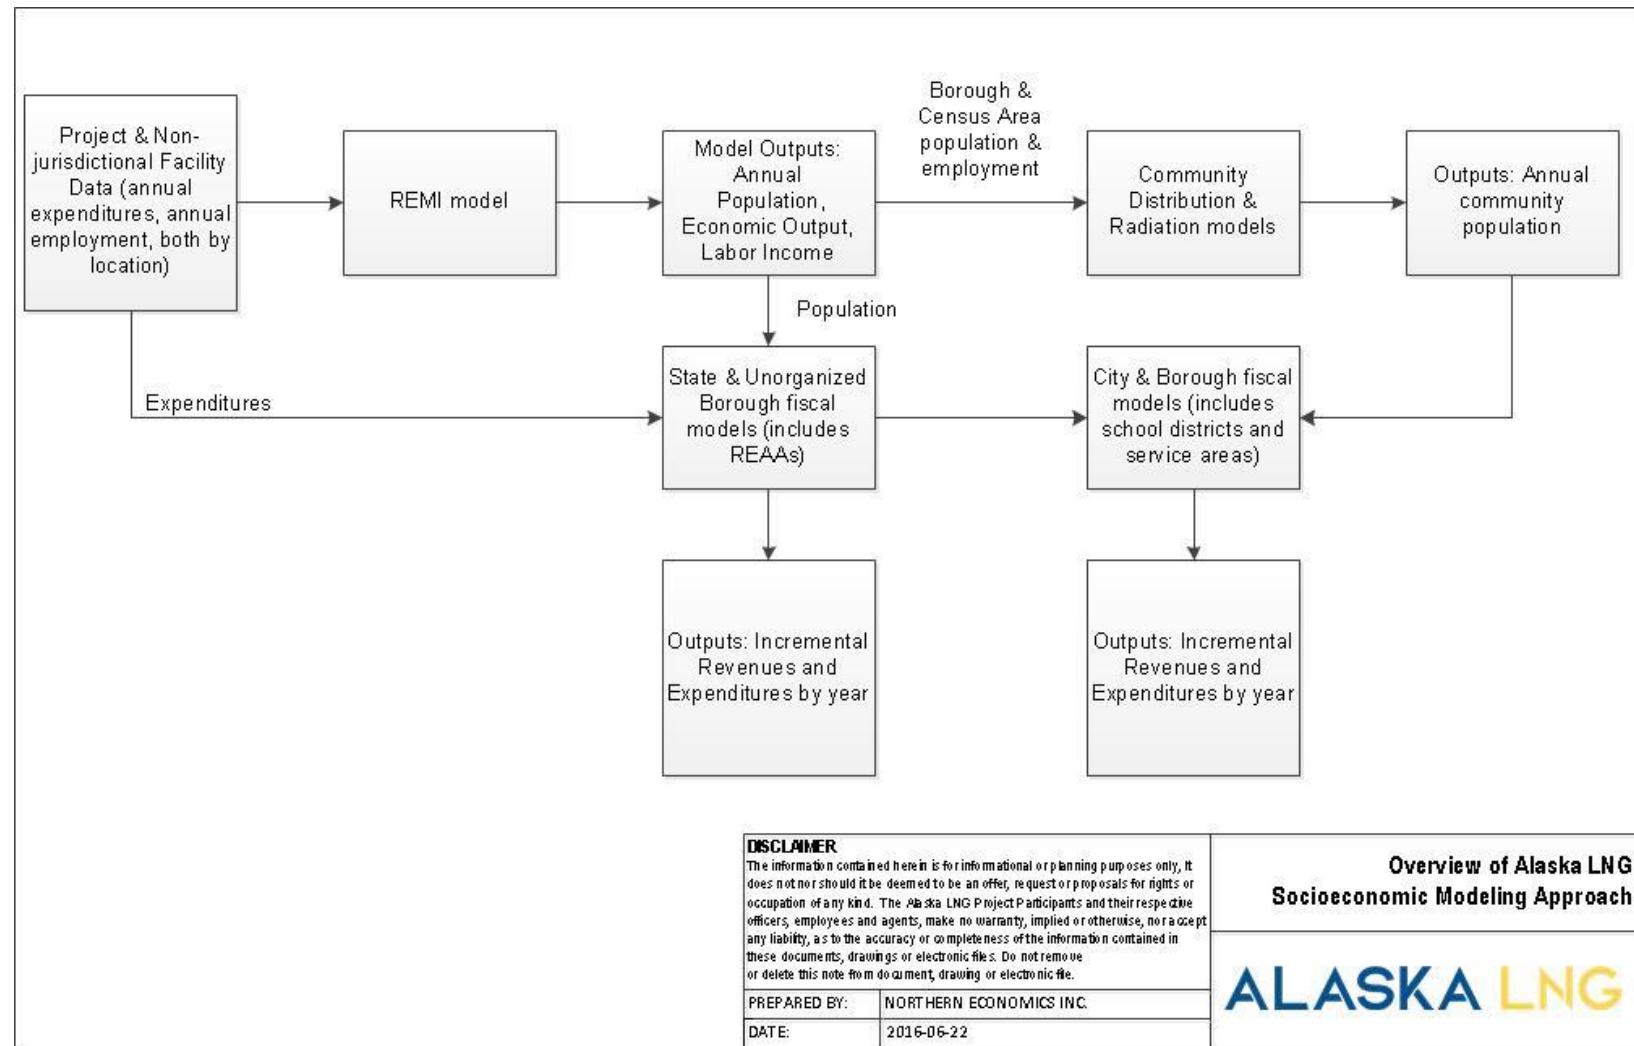 Project & Non-
jurisdictional Facility
Data (annual
expenditures, annual
employment, both by
location)
REMI model
Model Outputs:
Annual
Population,
Economic Output,
Labor Income
Borough &
Census Area
population &
employment
Community
Distribution &
Radiation models
Outputs: Annual
community
population
Population
Expenditures
State & Unorganized
Borough fiscal
models (includes
REAAs)
City & Borough fiscal
models (includes
school districts and
service areas)
Outputs: Incremental
Revenues and
Expenditures by year
Outputs: Incremental
Revenues and
Expenditures by year
DISCLAIMER
The information contained herein is for informational or planning purposes only, it
does not nor should it be deemed to be an offer, request or proposals for rights or
occupation of any kind. The Alaska LNG Project Participants and their respective
officers, employees and agents, make no warranty, implied or otherwise, nor accept
any liability, as to the accuracy or completeness of the information contained in
these documents, drawings or electronic files. Do not remove
or delete this note from document, drawing or electronic file.
PREPARED BY: NORTHERN ECONOMICS INC.
DATE: 2016-06-22
Overview of Alaska LNG
Socioeconomic Modeling Approach
ALASKA LNG